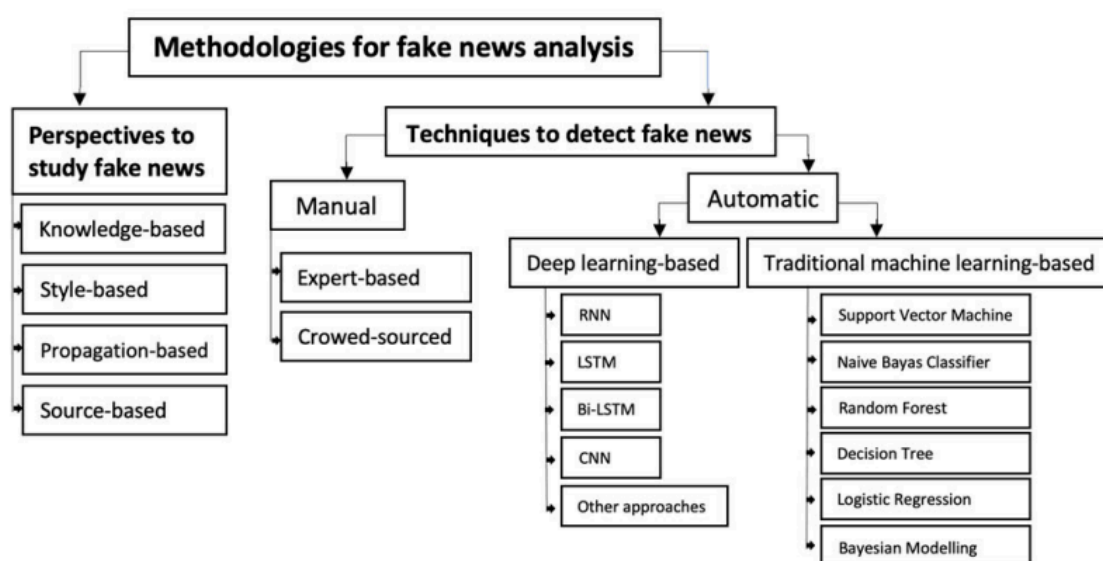 Methodologies for fake news analysis
Perspectives to
study fake news
Knowledge-based
Style-based
Propagation-based
Source-based
Techniques to detect fake news
Manual
Expert-based
Crowed-sourced
Automatic
Deep learning-based
RNN
LSTM
Bi-LSTM
CNN
Other approaches
Traditional machine learning-based
Support Vector Machine
Naive Bayas Classifier
Random Forest
Decision Tree
Logistic Regression
Bayesian Modelling